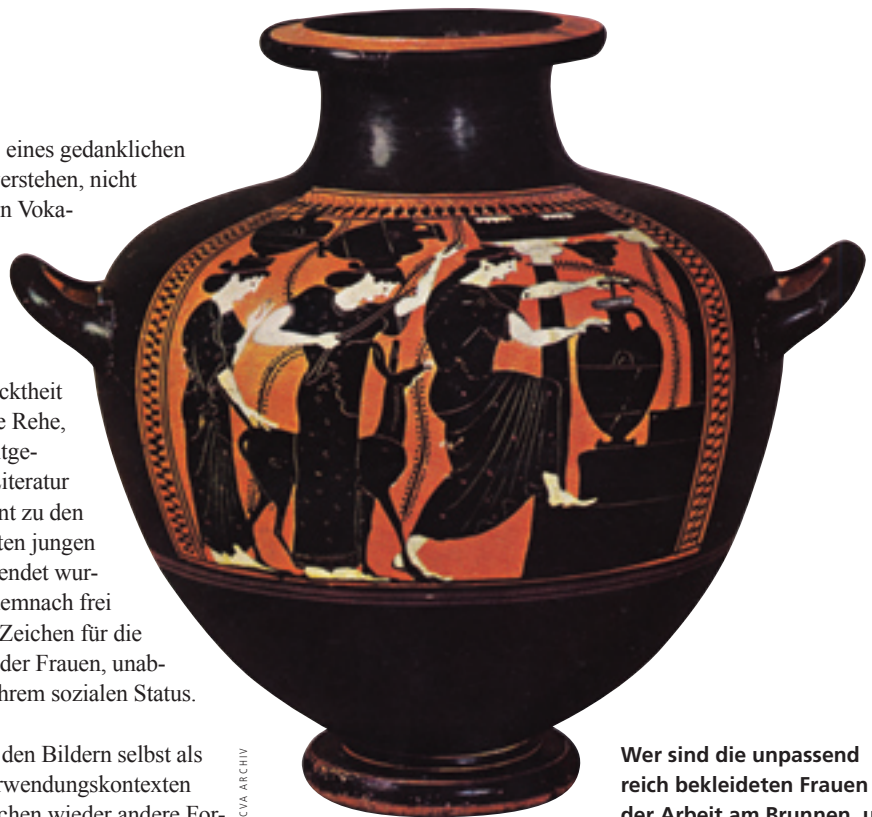 eines gedanklichen
erstehen, nicht
n Voka-
cktheit
e Rehe,
itge-
iteratur
nt zu den
ten jungen
endet wur-
emnach frei
Zeichen für die
der Frauen, unab-
hrem sozialen Status.
den Bildern selbst als
rwendungskontexten
chen wieder andere For-
CVA ARCHIV
Wer sind die unpassend
reich bekleideten Frauen
der Arbeit am Brunnen, u